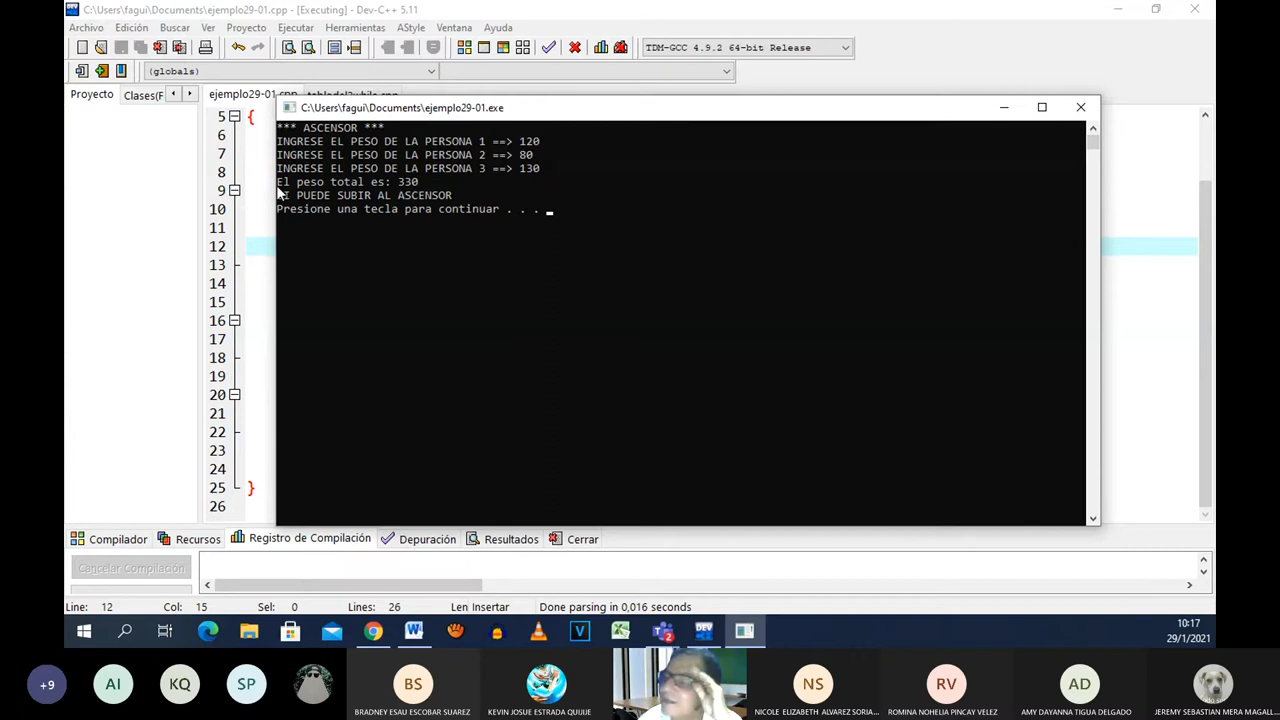 C:\Users\fagui\Documents\ejemplo29-01.cpp - [Executing] - Dev-C++ 5.11
Archivo Edición Buscar Ver Proyecto Ejecutar Herramientas AStyle Ventana Ayuda
TDM-GCC 4.9.2 64-bit Release
(globals)
Proyecto Clases(F ejemplo29-01.cpp tabladel2while.cpp
C:\Users\fagui\Documents\ejemplo29-01.exe
*** ASCENSOR ***
INGRESE EL PESO DE LA PERSONA 1 ==> 120
INGRESE EL PESO DE LA PERSONA 2 ==> 80
INGRESE EL PESO DE LA PERSONA 3 ==> 130
El peso total es: 330
SI PUEDE SUBIR AL ASCENSOR
Presione una tecla para continuar . . .
5 {
6
7
8
9
10
11
12
13
14
15
16
17
18
19
20
21
22
23
24
25 }
26
Compilador Recursos Registro de Compilación Depuración Resultados Cerrar
Cancelar Compilación
Line: 12 Col: 15 Sel: 0 Lines: 26 Len Insertar Done parsing in 0,016 seconds
10:17
29/1/2021
+9 AI KQ SP BS NS RV AD
BRADNEY ESAU ESCOBAR SUAREZ KEVIN JOSUE ESTRADA QUIJIJE NICOLE ELIZABETH ALVAREZ SORIA... ROMINA NOHELIA PINCAY VELEZ AMY DAYANNA TIGUA DELGADO JEREMY SEBASTIAN MERA MAGALL...